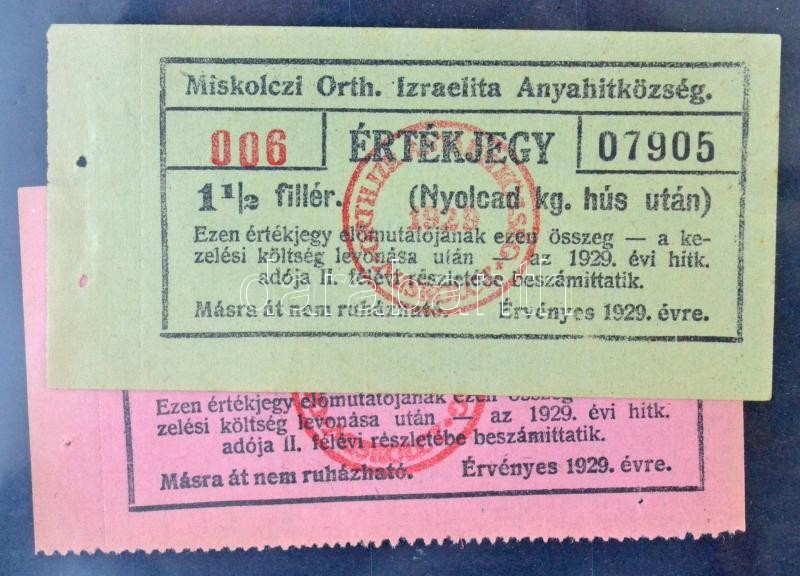 Miskolczi Orth. Izraelita Anyahitközség.
006 ÉRTÉKJEGY 07905
1 1/2 fillér. (Nyolcad kg. hús után)
1929
Ezen értékjegy előmutatójának ezen összeg — a ke-
zelési költség levonása után — az 1929. évi hitk.
adója II. félévi részletébe beszámittatik.
Másra át nem ruházható. Érvényes 1929. évre.
Ezen értékjegy előmutatójának ezen összeg
zelési költség levonása után — az 1929. évi hitk.
adója II. félévi részletébe beszámittatik.
Másra át nem ruházható. Érvényes 1929. évre.